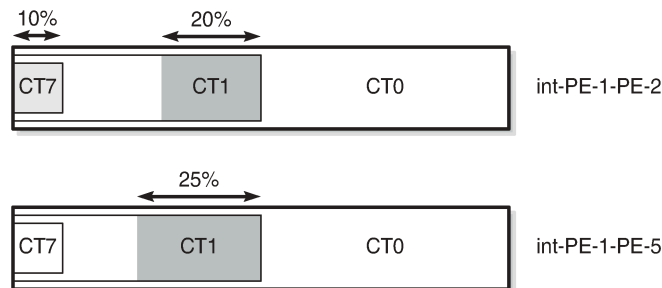 10% 20%
CT7 CT1 CT0 int-PE-1-PE-2
25%
CT7 CT1 CT0 int-PE-1-PE-5